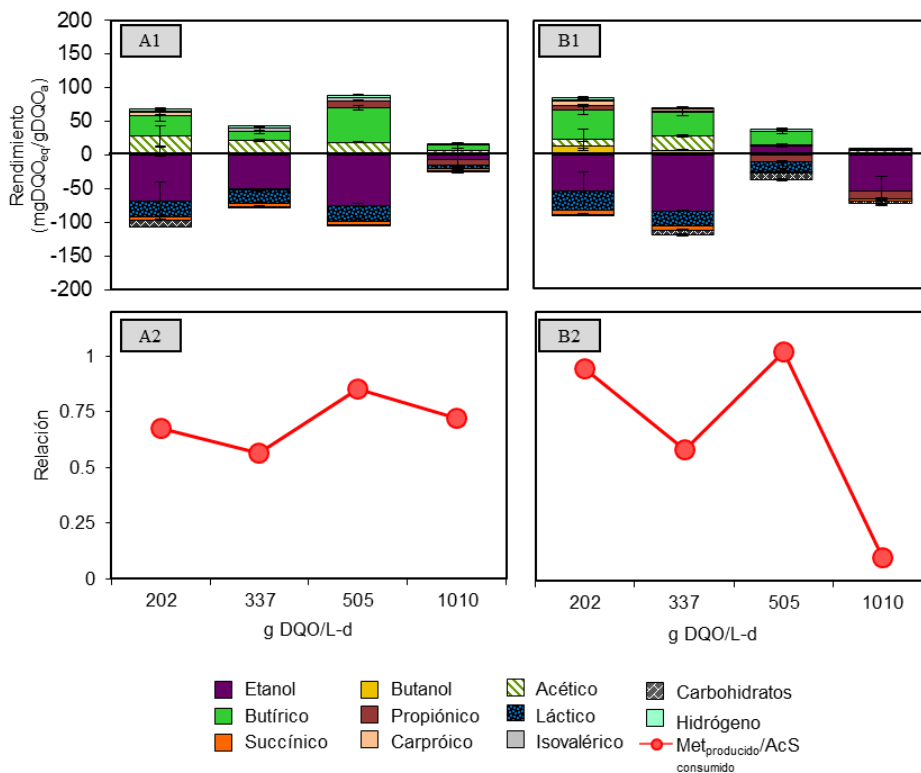 A1
B1
Rendimiento
(mgDQOeq/gDQOa)
200
150
100
50
0
-50
-100
-150
-200
A2
B2
Relación
1
0.75
0.5
0.25
0
202
337
505
1010
202
337
505
1010
g DQO/L-d
g DQO/L-d
Etanol
Butanol
Acético
Carbohidratos
Butírico
Propiónico
Láctico
Hidrógeno
Succínico
Carpróico
Isovalérico
Metproducido/AcS
consumido